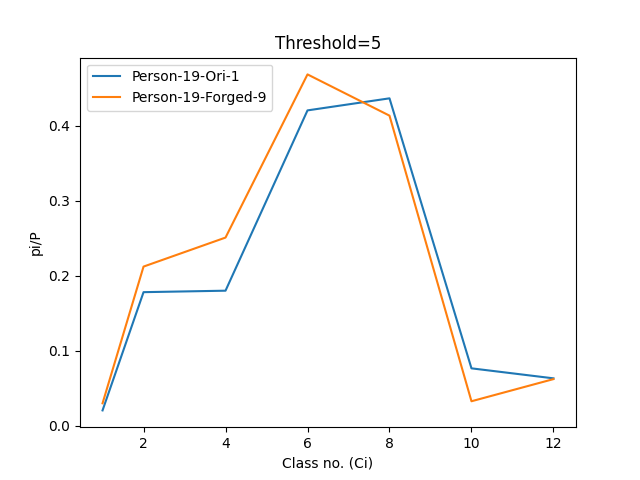 Threshold=5
Person-19-Ori-1
Person-19-Forged-9
pi/P
0.4
0.3
0.2
0.1
0.0
2 4 6 8 10 12
Class no. (Ci)